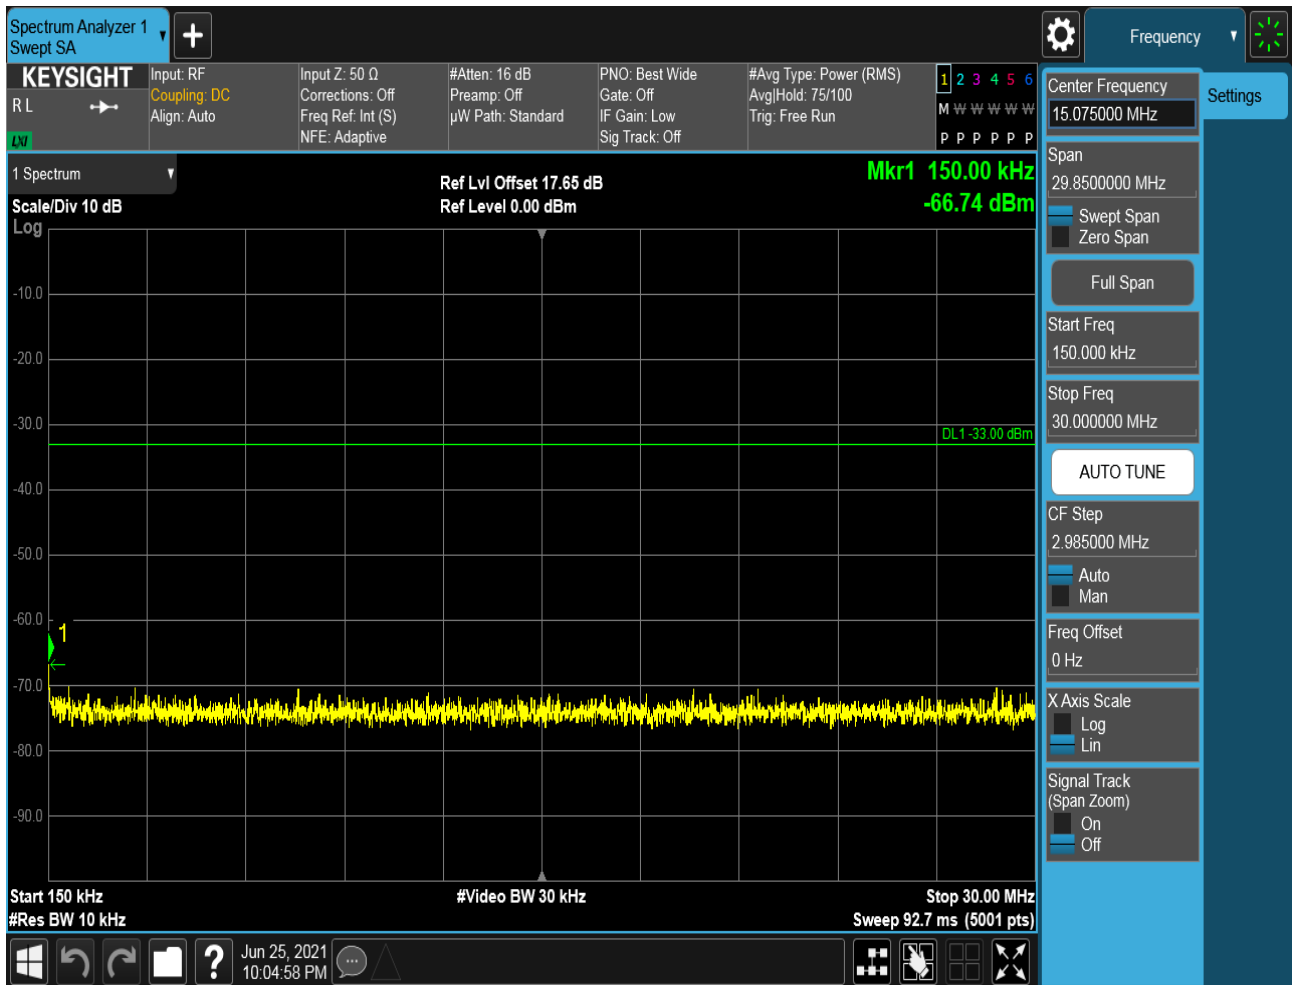 Spectrum Analyzer 1
Swept SA
Frequency
KEYSIGHT
R L
LXI
Input: RF
Coupling: DC
Align: Auto
Input Z: 50 Ω
Corrections: Off
Freq Ref: Int (S)
NFE: Adaptive
#Atten: 16 dB
Preamp: Off
µW Path: Standard
PNO: Best Wide
Gate: Off
IF Gain: Low
Sig Track: Off
#Avg Type: Power (RMS)
Avg|Hold: 75/100
Trig: Free Run
1 2 3 4 5 6
M W W W W W
P P P P P P
1 Spectrum
Scale/Div 10 dB
Log
Ref Lvl Offset 17.65 dB
Ref Level 0.00 dBm
Mkr1 150.00 kHz
-66.74 dBm
-10.0
-20.0
-30.0
DL1 -33.00 dBm
-40.0
-50.0
-60.0
1
-70.0
-80.0
-90.0
Start 150 kHz
#Res BW 10 kHz
#Video BW 30 kHz
Stop 30.00 MHz
Sweep 92.7 ms (5001 pts)
Center Frequency
15.075000 MHz
Settings
Span
29.8500000 MHz
Swept Span
Zero Span
Full Span
Start Freq
150.000 kHz
Stop Freq
30.000000 MHz
AUTO TUNE
CF Step
2.985000 MHz
Auto
Man
Freq Offset
0 Hz
X Axis Scale
Log
Lin
Signal Track
(Span Zoom)
On
Off
?
Jun 25, 2021
10:04:58 PM